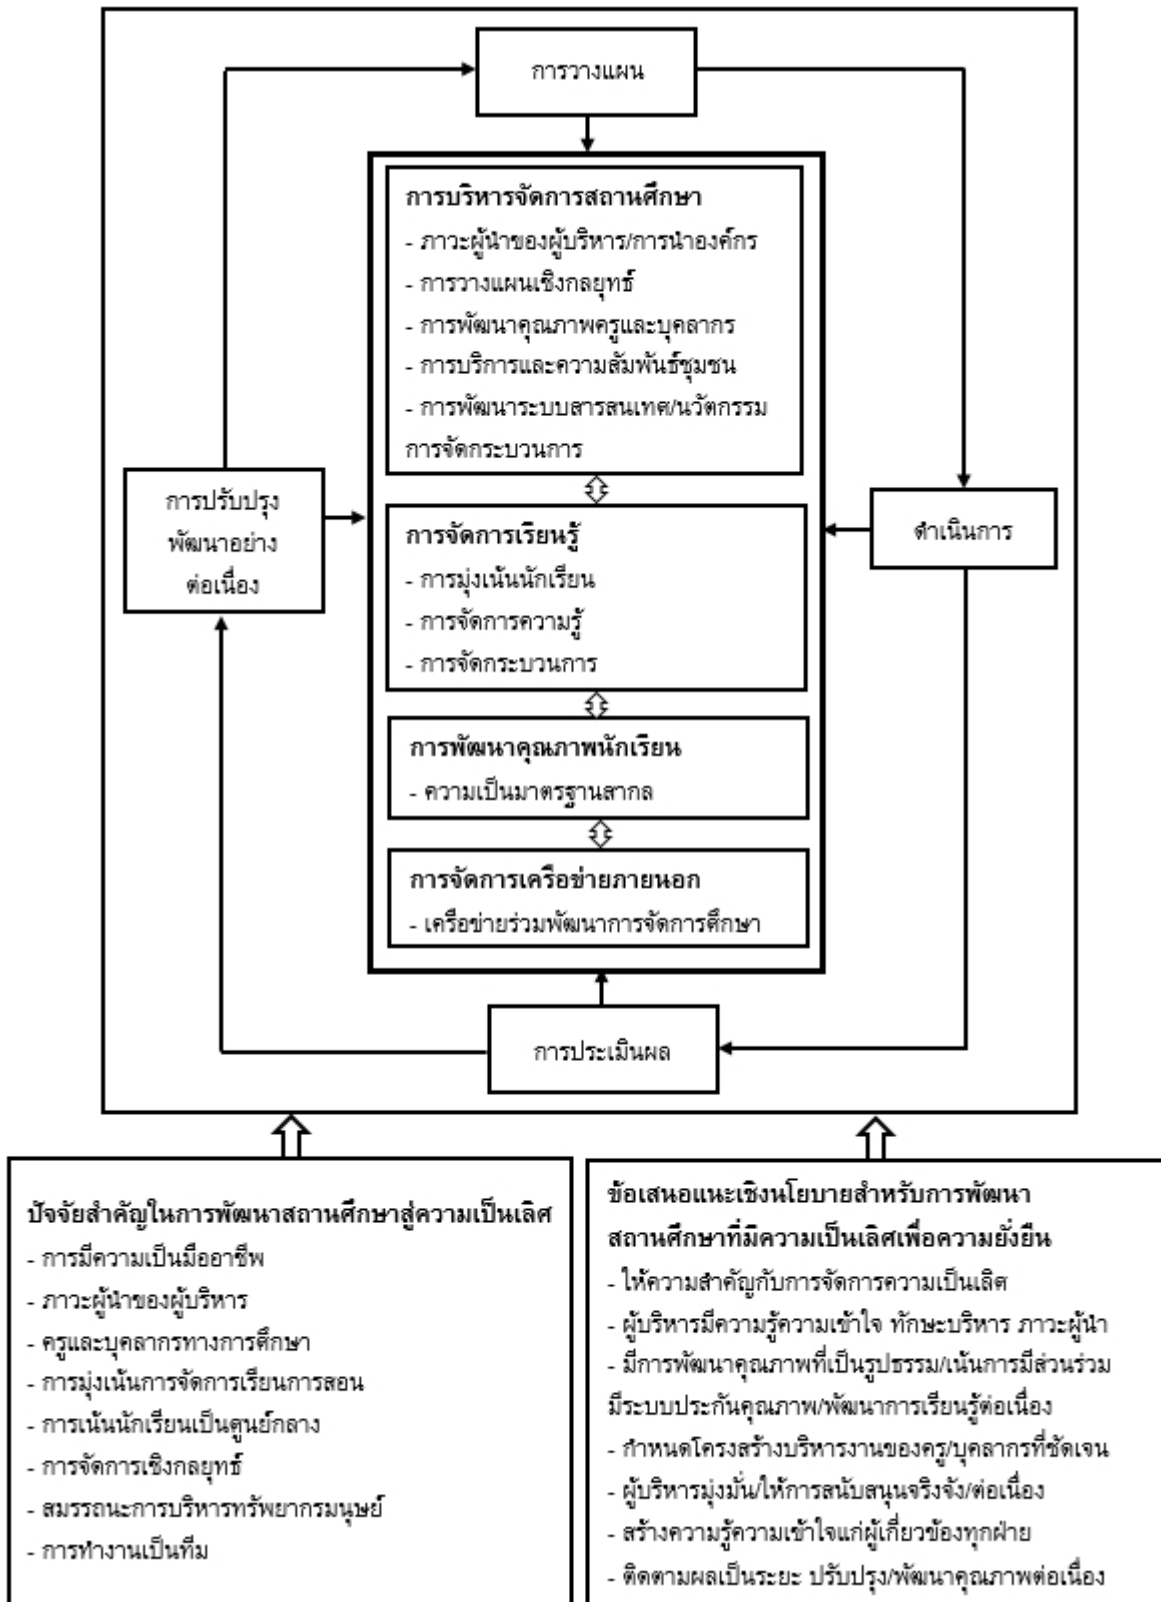 การวางแผน
การบริหารจัดการสถานศึกษา
- ภาวะผู้นำของผู้บริหาร/การนำองค์กร
- การวางแผนเชิงกลยุทธ์
- การพัฒนาคุณภาพครูและบุคลากร
- การบริการและความสัมพันธ์ชุมชน
- การพัฒนาระบบสารสนเทศ/นวัตกรรม
การจัดกระบวนการ
การปรับปรุง
พัฒนาอย่าง
ต่อเนื่อง
การจัดการเรียนรู้
- การมุ่งเน้นนักเรียน
- การจัดการความรู้
- การจัดกระบวนการ
ดำเนินการ
การพัฒนาคุณภาพนักเรียน
- ความเป็นมาตรฐานสากล
การจัดการเครือข่ายภายนอก
- เครือข่ายร่วมพัฒนาการจัดการศึกษา
การประเมินผล
ปัจจัยสำคัญในการพัฒนาสถานศึกษาสู่ความเป็นเลิศ
- การมีความเป็นมืออาชีพ
- ภาวะผู้นำของผู้บริหาร
- ครูและบุคลากรทางการศึกษา
- การมุ่งเน้นการจัดการเรียนการสอน
- การเน้นนักเรียนเป็นศูนย์กลาง
- การจัดการเชิงกลยุทธ์
- สมรรถนะการบริหารทรัพยากรมนุษย์
- การทำงานเป็นทีม
ข้อเสนอแนะเชิงนโยบายสำหรับการพัฒนา
สถานศึกษาที่มีความเป็นเลิศเพื่อความยั่งยืน
- ให้ความสำคัญกับการจัดการความเป็นเลิศ
- ผู้บริหารมีความรู้ความเข้าใจ ทักษะบริหาร ภาวะผู้นำ
- มีการพัฒนาคุณภาพที่เป็นรูปธรรม/เน้นการมีส่วนร่วม
มีระบบประกันคุณภาพ/พัฒนาการเรียนรู้ต่อเนื่อง
- กำหนดโครงสร้างบริหารงานของครู/บุคลากรที่ชัดเจน
- ผู้บริหารมุ่งมั่น/ให้การสนับสนุนจริงจัง/ต่อเนื่อง
- สร้างความรู้ความเข้าใจแก่ผู้เกี่ยวข้องทุกฝ่าย
- ติดตามผลเป็นระยะ ปรับปรุง/พัฒนาคุณภาพต่อเนื่อง